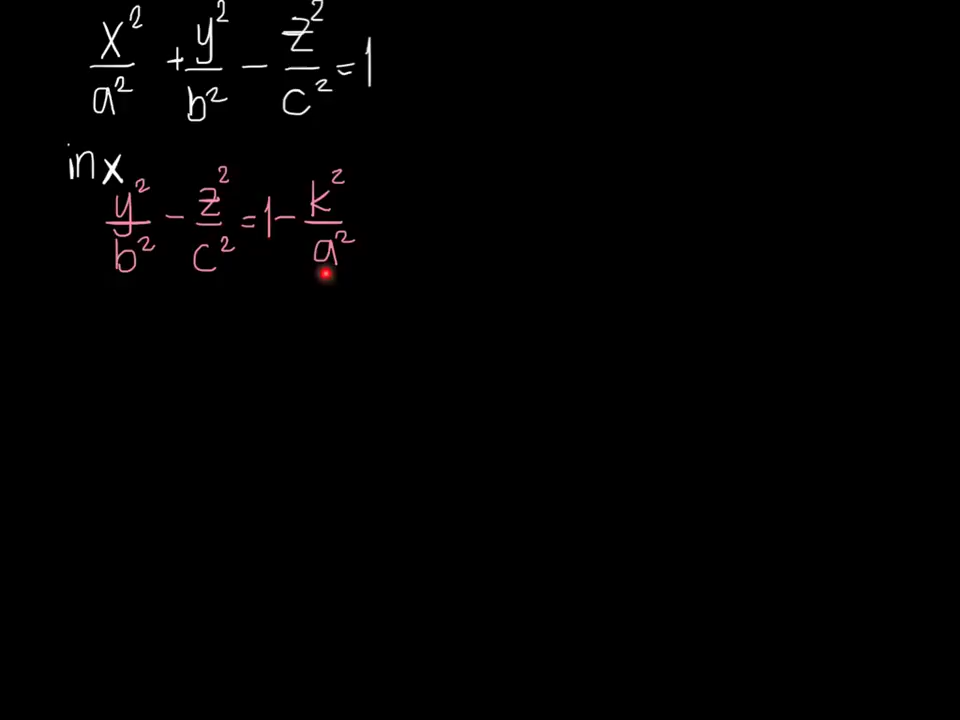 x²/a² + y²/b² − z²/c² = 1
in x
y²/b² − z²/c² = 1 − k²/a²